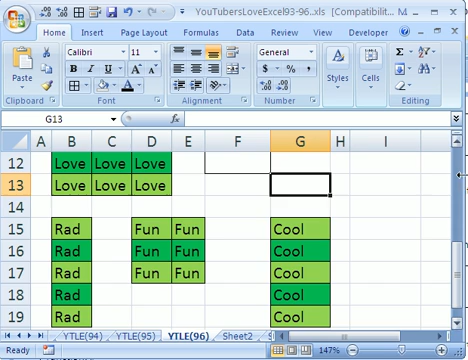 YouTubersLoveExcel93-96..xls [Compatibilit...
Home Insert Page Layout Formulas Data Review View Developer
Paste
Calibri 11
B I U
$ % ,
Styles
Cells
Clipboard Font Alignment Number Editing
G13 fx
A B C D E F G H I
12 Love Love Love
13 Love Love Love
14
15 Rad Fun Fun Cool
16 Rad Fun Fun Cool
17 Rad Fun Fun Cool
18 Rad Cool
19 Rad Cool
YTLE(94) YTLE(95) YTLE(96) Sheet2
Ready 147%